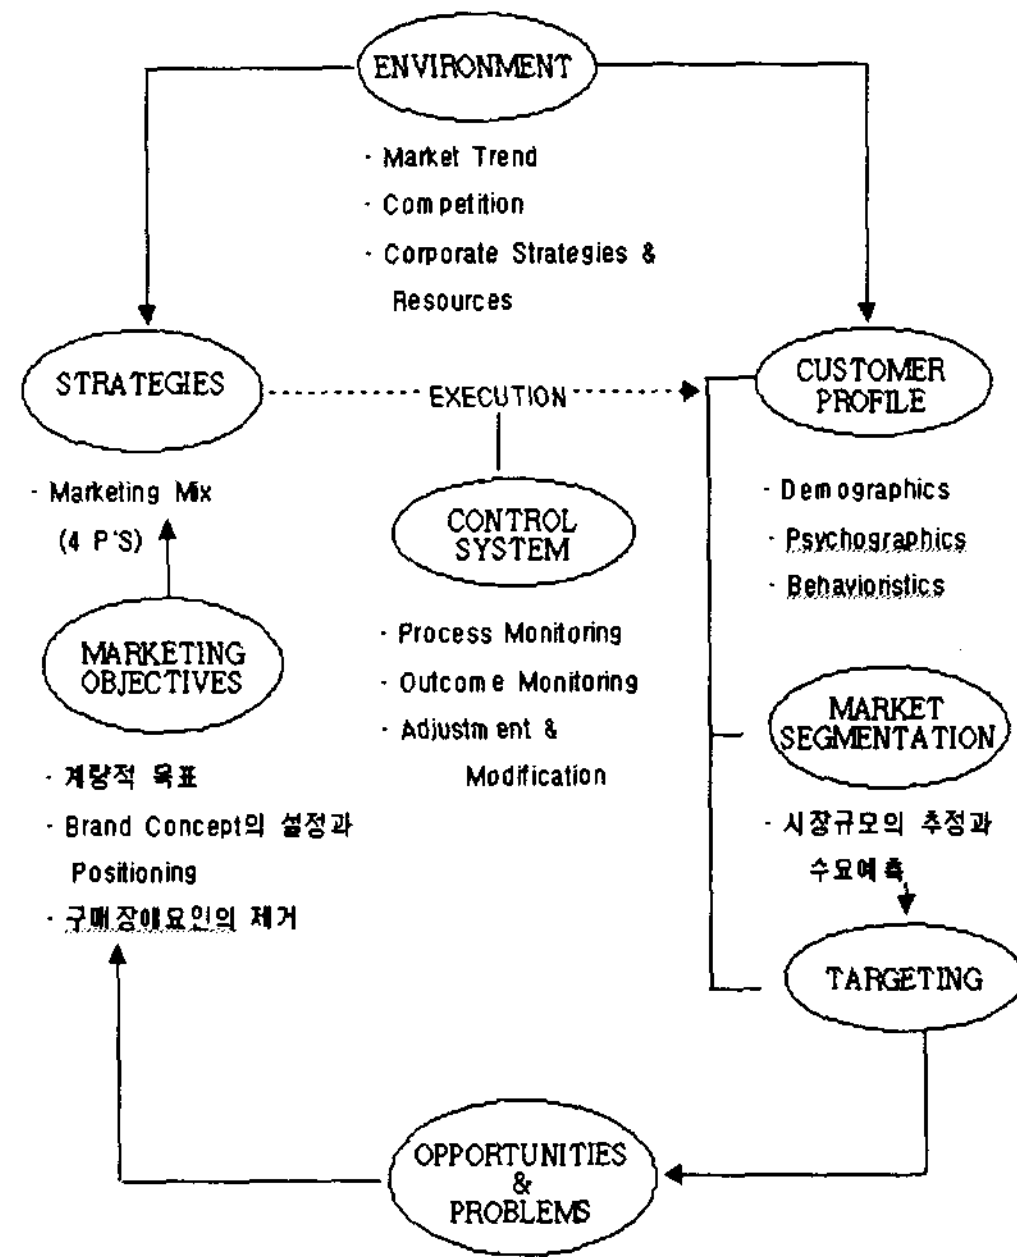 ENVIRONMENT
· Market Trend
· Competition
· Corporate Strategies &
Resources
STRATEGIES
EXECUTION
CUSTOMER
PROFILE
· Marketing Mix
(4 P'S)
CONTROL
SYSTEM
· Demographics
· Psychographics
· Behavioristics
MARKETING
OBJECTIVES
· Process Monitoring
· Outcome Monitoring
· Adjustment &
Modification
MARKET
SEGMENTATION
· 계량적 목표
· Brand Concept의 설정과
Positioning
· 구매장애요인의 제거
· 시장규모의 추정과
수요예측
TARGETING
OPPORTUNITIES
&
PROBLEMS